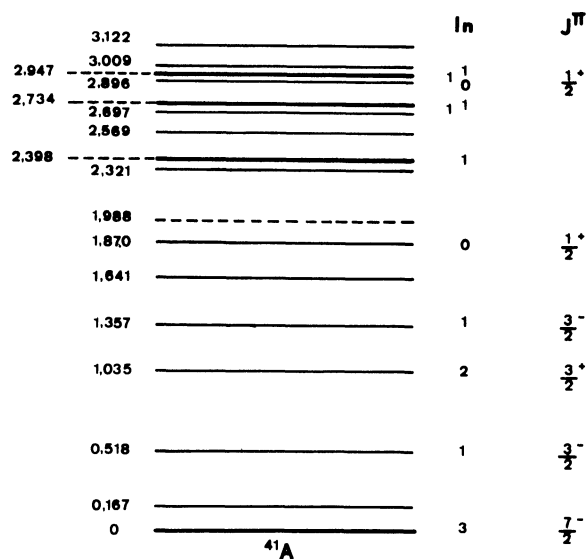 ln Jπ
3,122
3,009 1
2,947 1
2,896 0 1/2+
2,734 1
2,697 1
2,569
2,398 1
2,321
1,988
1,870 0 1/2+
1,641
1,357 1 3/2-
1,035 2 3/2+
0,518 1 3/2-
0,167
0 3 7/2-
41A